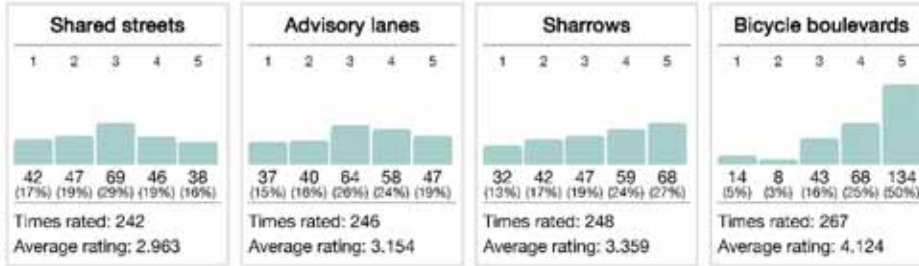 Shared streets
1 2 3 4 5
42 47 69 46 38
(17%) (19%) (29%) (19%) (16%)
Times rated: 242
Average rating: 2.963
Advisory lanes
1 2 3 4 5
37 40 64 58 47
(15%) (16%) (26%) (24%) (19%)
Times rated: 246
Average rating: 3.154
Sharrows
1 2 3 4 5
32 42 47 59 68
(13%) (17%) (19%) (24%) (27%)
Times rated: 248
Average rating: 3.359
Bicycle boulevards
1 2 3 4 5
14 8 43 68 134
(5%) (3%) (16%) (25%) (50%)
Times rated: 267
Average rating: 4.124